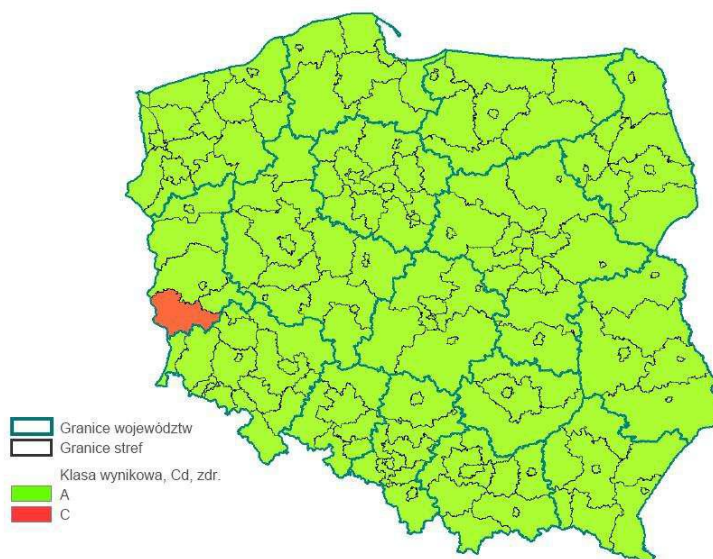 Granice województw
Granice stref
Klasa wynikowa, Cd, zdr.
A
C